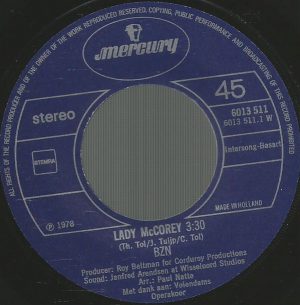 ALL RIGHTS OF THE RECORD PRODUCER AND OF THE OWNER OF THE WORK REPRODUCED RESERVED. COPYING, PUBLIC PERFORMANCE AND BROADCASTING OF THIS RECORD PROHIBITED
mercury
45
stereo
6013 511
6013 511.1 W
STEMRA
Intersong-Basart
℗ 1978
MADE IN HOLLAND
LADY McCOREY 3:30
(Th. Tol/J. Tuijp/C. Tol)
BZN
Producer: Roy Beltman for Corduroy Productions
Sound: Janfred Arendsen at Wisseloord Studios
Arr.: Paul Natte
Met dank aan: Volendams
Operakoor